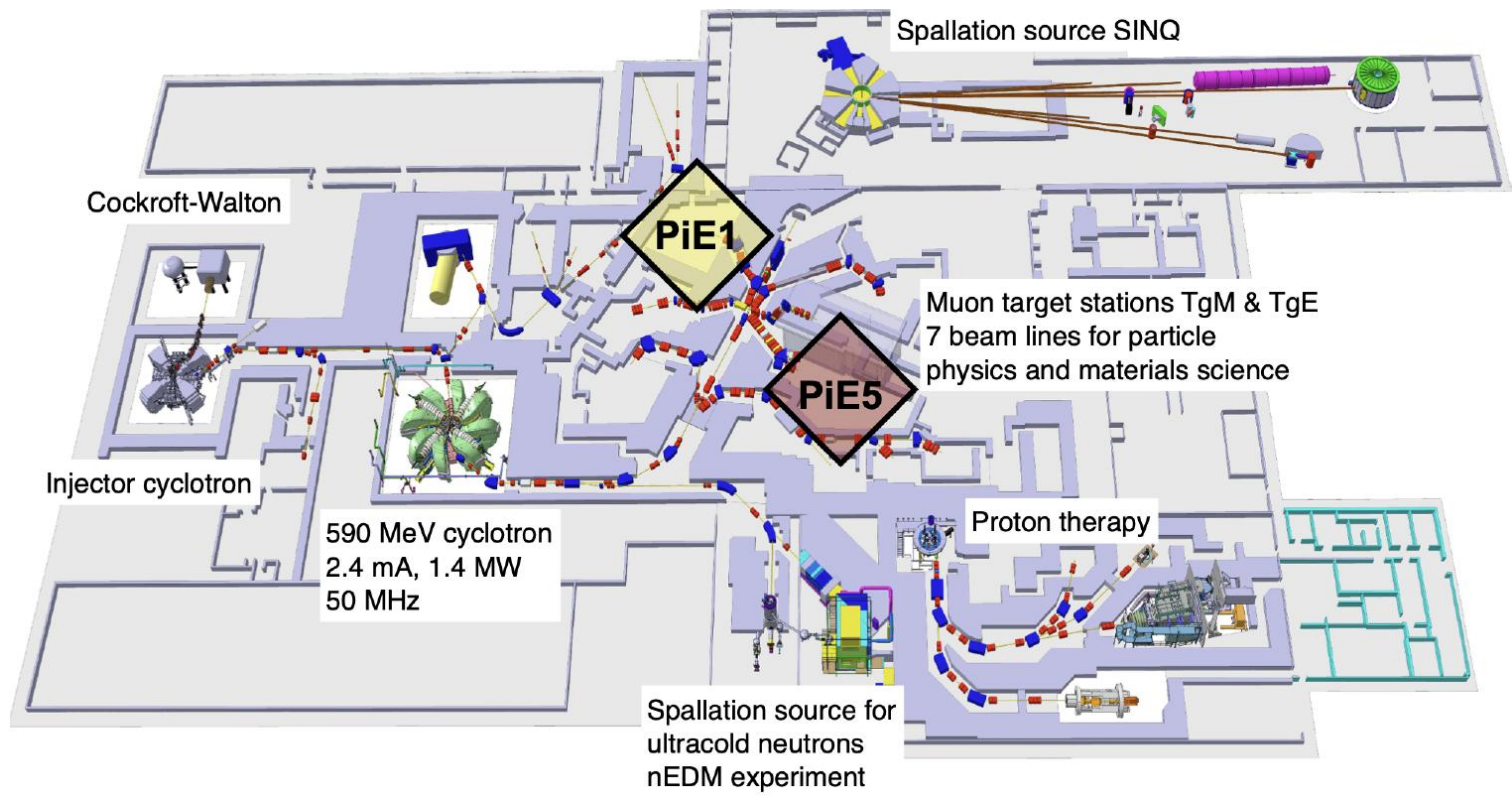 Spallation source SINQ
Cockroft-Walton
PiE1
Muon target stations TgM & TgE
7 beam lines for particle
physics and materials science
PiE5
Injector cyclotron
590 MeV cyclotron
2.4 mA, 1.4 MW
50 MHz
Proton therapy
Spallation source for
ultracold neutrons
nEDM experiment